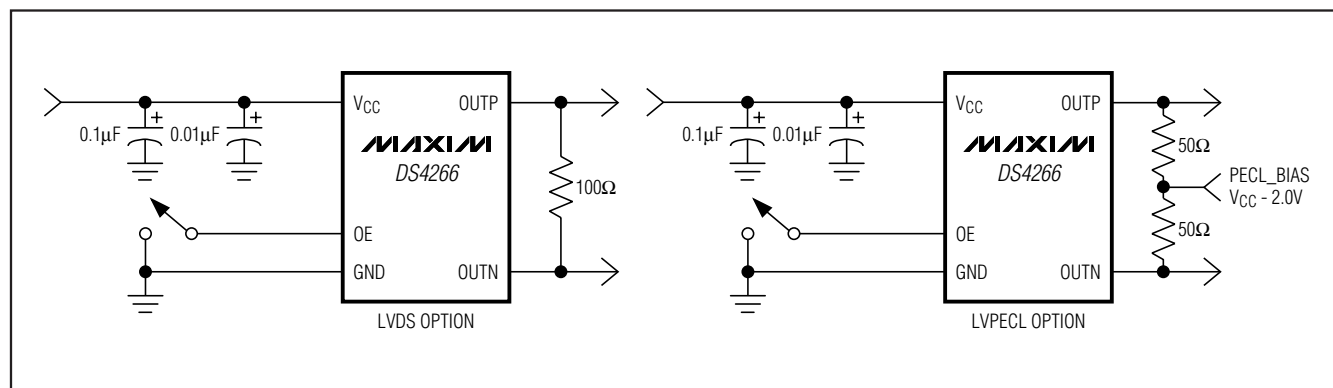 VCC OUTP
0.1µF + 0.01µF +
MAXIM
DS4266
100Ω
OE
GND OUTN
LVDS OPTION
VCC OUTP
0.1µF + 0.01µF +
MAXIM
DS4266
50Ω
PECL_BIAS
VCC - 2.0V
50Ω
OE
GND OUTN
LVPECL OPTION